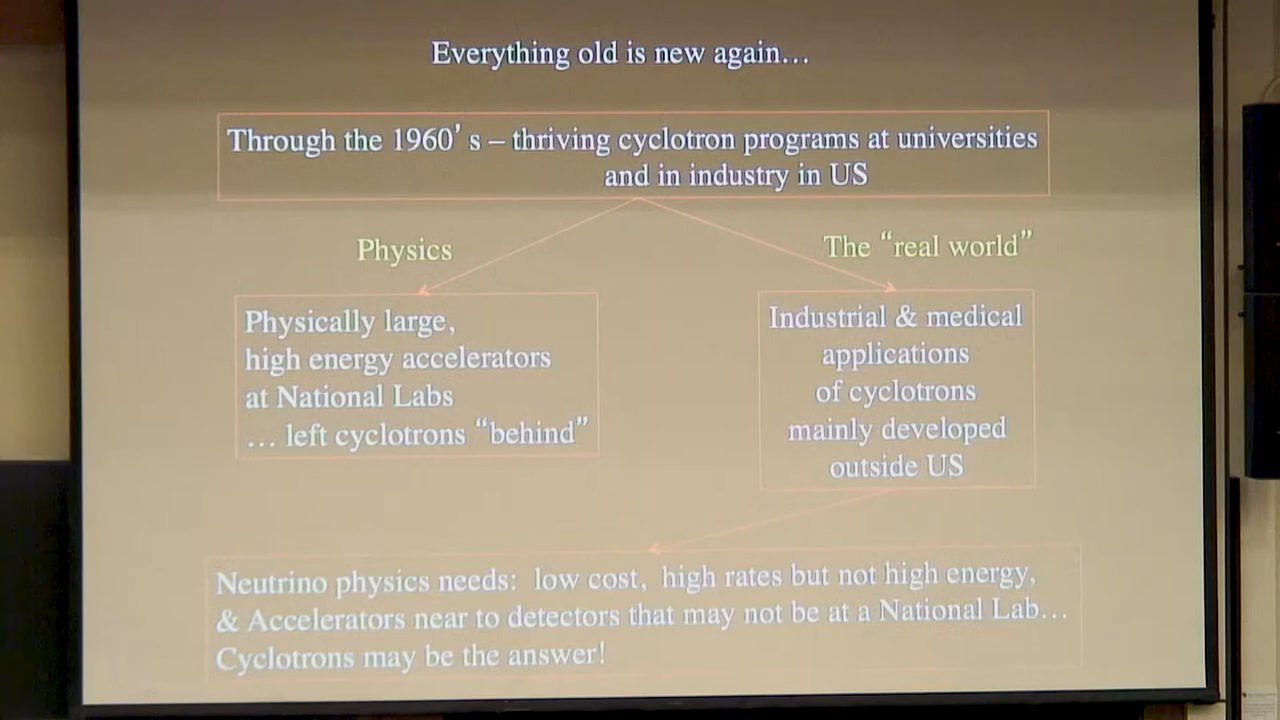 Everything old is new again…
Through the 1960's – thriving cyclotron programs at universities
and in industry in US
Physics
The “real world”
Physically large,
high energy accelerators
at National Labs
… left cyclotrons “behind”
Industrial & medical
applications
of cyclotrons
mainly developed
outside US
Neutrino physics needs: low cost, high rates but not high energy,
& Accelerators near to detectors that may not be at a National Lab…
Cyclotrons may be the answer!